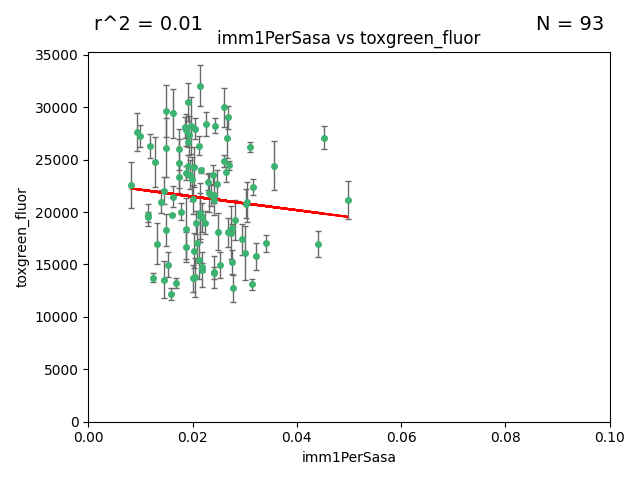 r^2 = 0.01
N = 93
imm1PerSasa vs toxgreen_fluor
35000
30000
25000
20000
15000
10000
5000
0
toxgreen_fluor
0.00 0.02 0.04 0.06 0.08 0.10
imm1PerSasa